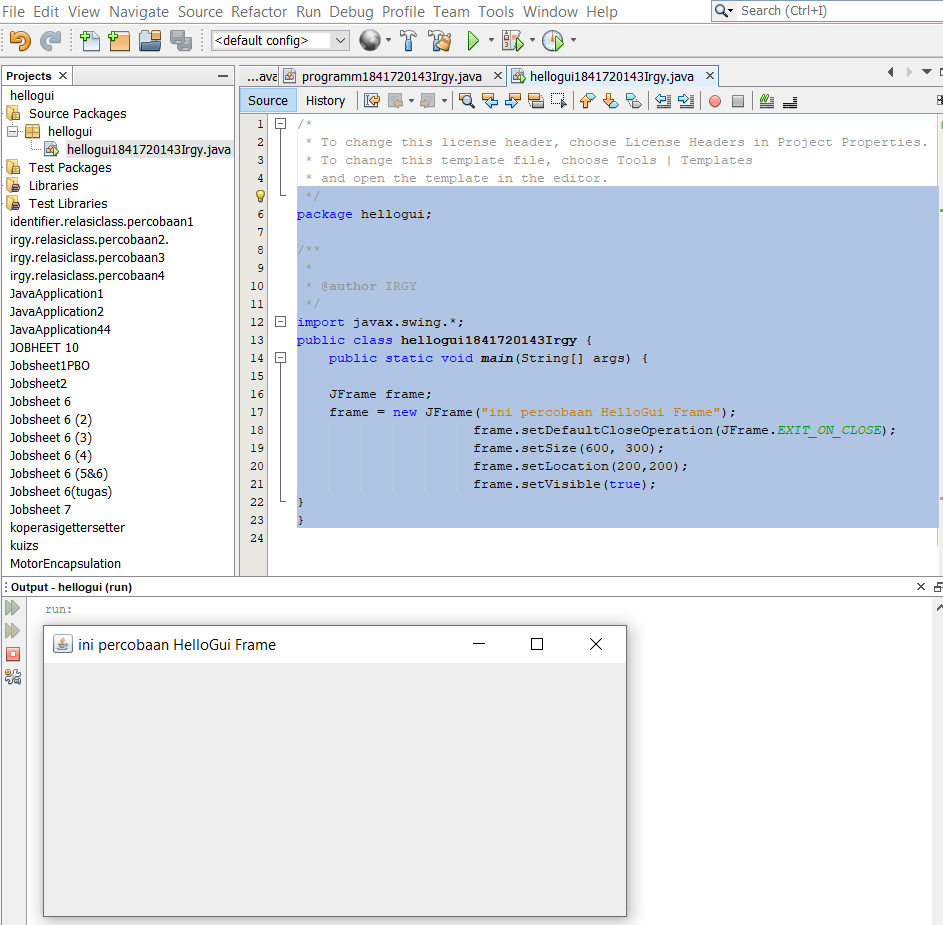 File Edit View Navigate Source Refactor Run Debug Profile Team Tools Window Help
Search (Ctrl+I)
<default config>
Projects
hellogui
Source Packages
hellogui
hellogui1841720143Irgy.java
Test Packages
Libraries
Test Libraries
identifier.relasiclass.percobaan1
irgy.relasiclass.percobaan2.
irgy.relasiclass.percobaan3
irgy.relasiclass.percobaan4
JavaApplication1
JavaApplication2
JavaApplication44
JOBHEET 10
Jobsheet1PBO
Jobsheet2
Jobsheet 6
Jobsheet 6 (2)
Jobsheet 6 (3)
Jobsheet 6 (4)
Jobsheet 6 (5&6)
Jobsheet 6(tugas)
Jobsheet 7
koperasigettersetter
kuizs
MotorEncapsulation
...ava programm1841720143Irgy.java hellogui1841720143Irgy.java
Source History
1 /*
2 * To change this license header, choose License Headers in Project Properties.
3 * To change this template file, choose Tools | Templates
4 * and open the template in the editor.
*/
6 package hellogui;
7
8 /**
9 *
10 * @author IRGY
11 */
12 import javax.swing.*;
13 public class hellogui1841720143Irgy {
14 public static void main(String[] args) {
15
16 JFrame frame;
17 frame = new JFrame("ini percobaan HelloGui Frame");
18 frame.setDefaultCloseOperation(JFrame.EXIT_ON_CLOSE);
19 frame.setSize(600, 300);
20 frame.setLocation(200,200);
21 frame.setVisible(true);
22 }
23 }
24
Output - hellogui (run)
run:
ini percobaan HelloGui Frame